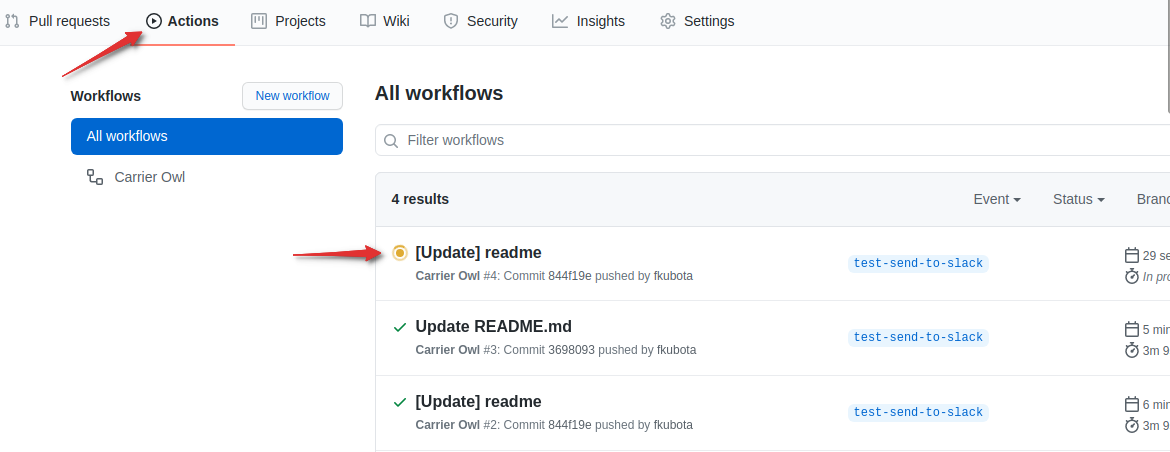 Pull requests Actions Projects Wiki Security Insights Settings
Workflows New workflow
All workflows
Carrier Owl
All workflows
Filter workflows
4 results Event Status Branc
[Update] readme
Carrier Owl #4: Commit 844f19e pushed by fkubota
test-send-to-slack
29 se
In pro
Update README.md
Carrier Owl #3: Commit 3698093 pushed by fkubota
test-send-to-slack
5 min
3m 9
[Update] readme
Carrier Owl #2: Commit 844f19e pushed by fkubota
test-send-to-slack
6 min
3m 9